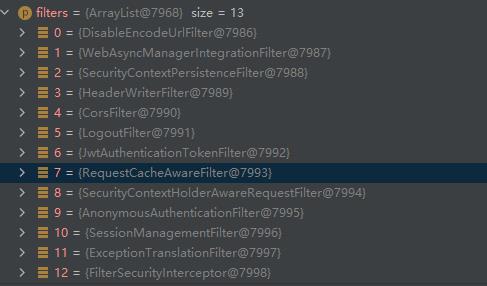 p filters = {ArrayList@7968} size = 13
0 = {DisableEncodeUrlFilter@7986}
1 = {WebAsyncManagerIntegrationFilter@7987}
2 = {SecurityContextPersistenceFilter@7988}
3 = {HeaderWriterFilter@7989}
4 = {CorsFilter@7990}
5 = {LogoutFilter@7991}
6 = {JwtAuthenticationTokenFilter@7992}
7 = {RequestCacheAwareFilter@7993}
8 = {SecurityContextHolderAwareRequestFilter@7994}
9 = {AnonymousAuthenticationFilter@7995}
10 = {SessionManagementFilter@7996}
11 = {ExceptionTranslationFilter@7997}
12 = {FilterSecurityInterceptor@7998}